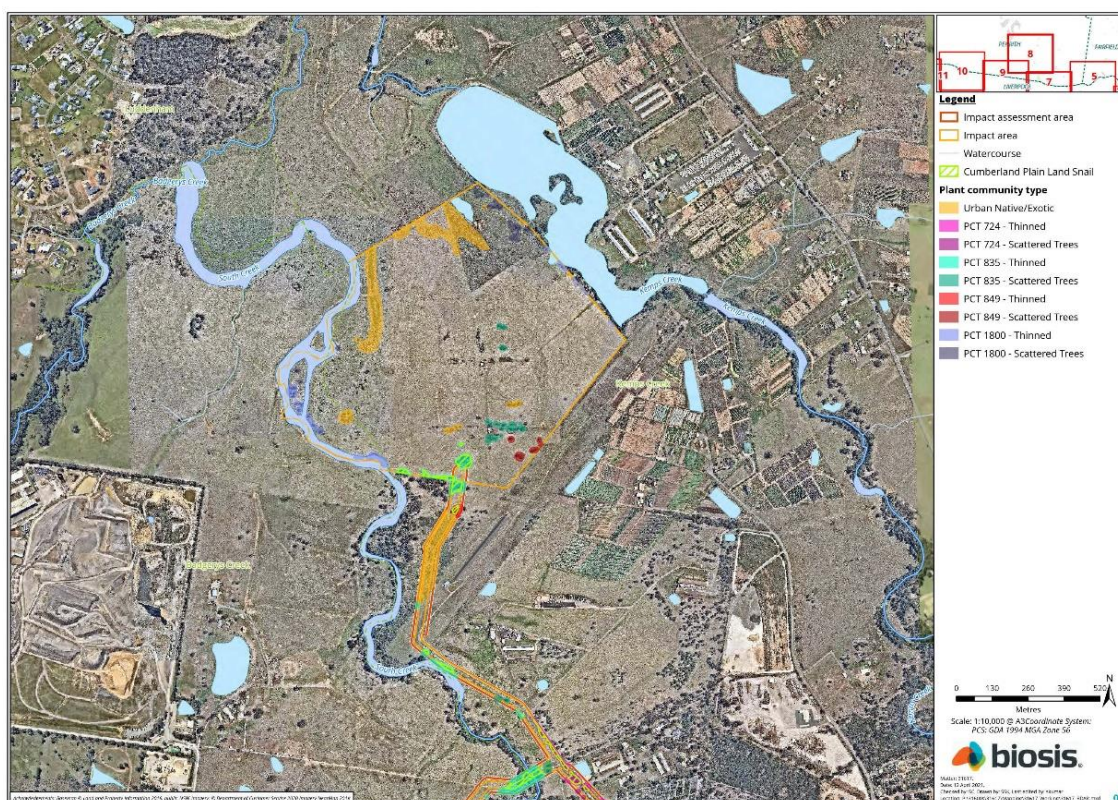 PENRITH
FAIRFIELD
8
11
10
9
7
5
LIVERPOOL
Legend
Impact assessment area
Impact area
Watercourse
Cumberland Plain Land Snail
Plant community type
Urban Native/Exotic
PCT 724 - Thinned
PCT 724 - Scattered Trees
PCT 835 - Thinned
PCT 835 - Scattered Trees
PCT 849 - Thinned
PCT 849 - Scattered Trees
PCT 1800 - Thinned
PCT 1800 - Scattered Trees
Badgerys Creek
South Creek
Kemps Creek
Kemps Creek
Kemps Creek
Badgerys Creek
South Creek
N
0 130 260 390 520
Metres
Scale: 1:10,000 @ A3 Coordinate System:
PCS: GDA 1994 MGA Zone 56
biosis.